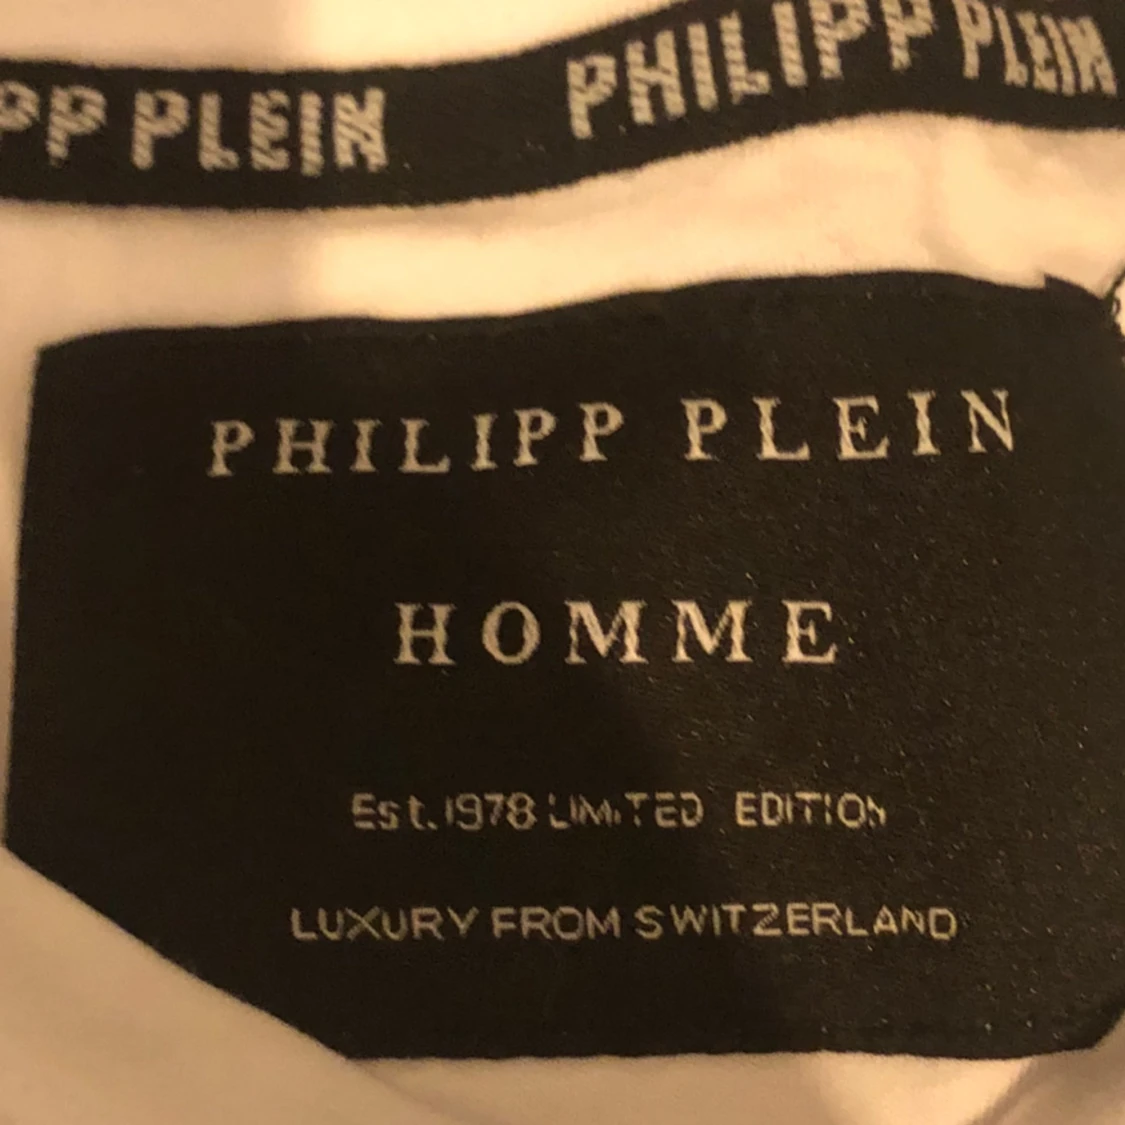 PP PLEIN PHILIPP PLEIN
PHILIPP PLEIN
HOMME
Est.1978 LIMITED EDITION
LUXURY FROM SWITZERLAND